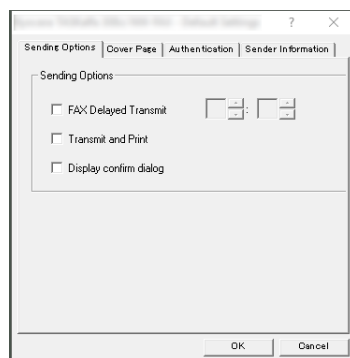 ? ×
Sending Options Cover Page Authentication Sender Information
Sending Options
FAX Delayed Transmit :
Transmit and Print
Display confirm dialog
OK Cancel